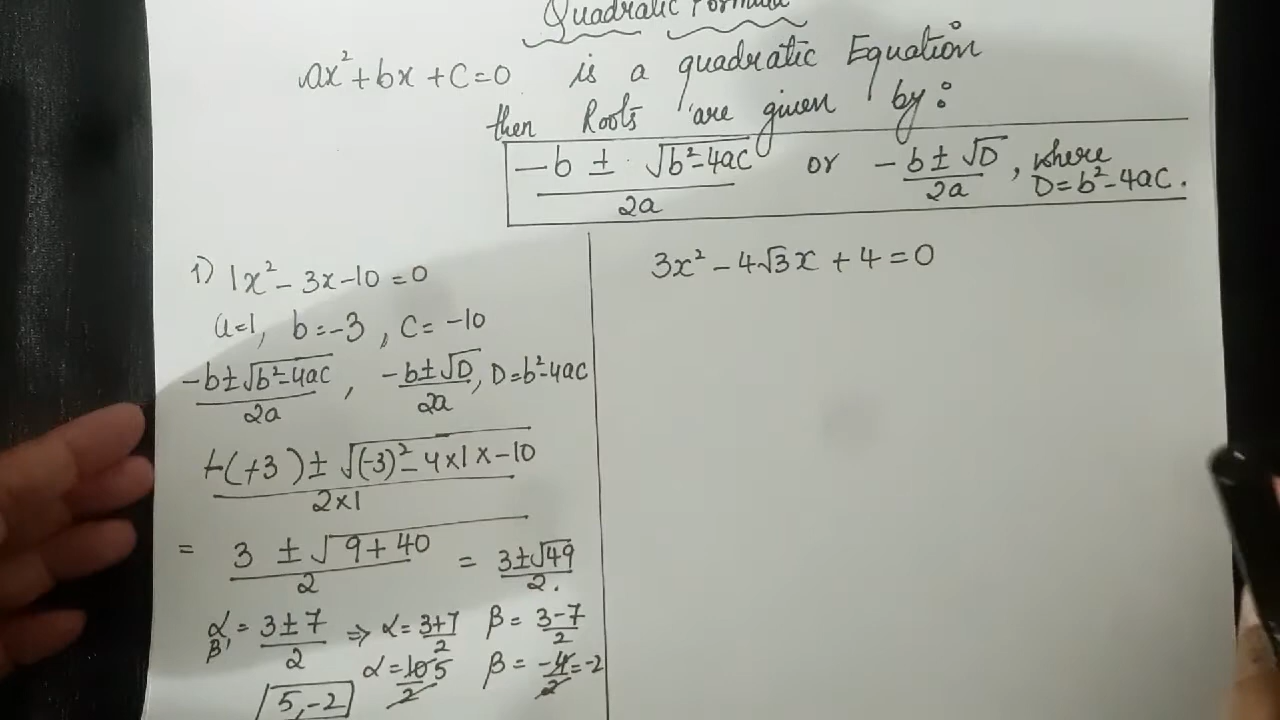 Quadratic Formula
ax²+bx+c=0 is a quadratic Equation
then Roots are given by:
(-b ± √(b²-4ac))/2a or (-b±√D)/2a, where D=b²-4ac.
1) 1x²-3x-10=0
a=1, b=-3, c=-10
(-b±√(b²-4ac))/2a, (-b±√D)/2a, D=b²-4ac
+(+3)±√((-3)²-4×1×-10)/2×1
= (3 ±√(9+40))/2 = (3±√49)/2.
α, β = (3±7)/2 ⇒ α=(3+7)/2 β=(3-7)/2
α=10/2 5 β=-4/2=-2
5,-2
3x²-4√3x+4=0